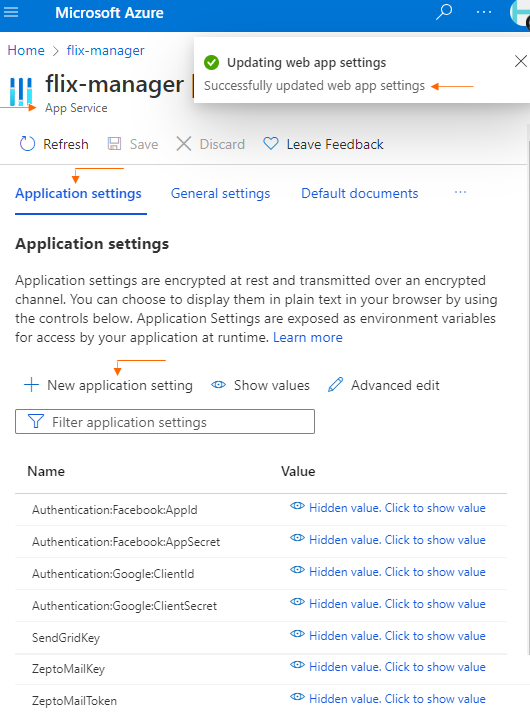 Microsoft Azure
Home > flix-manager
Updating web app settings
Successfully updated web app settings
flix-manager |
App Service
Refresh Save Discard Leave Feedback
Application settings General settings Default documents ...
Application settings
Application settings are encrypted at rest and transmitted over an encrypted
channel. You can choose to display them in plain text in your browser by using
the controls below. Application Settings are exposed as environment variables
for access by your application at runtime. Learn more
New application setting Show values Advanced edit
Filter application settings
Name Value
Authentication:Facebook:AppId Hidden value. Click to show value
Authentication:Facebook:AppSecret Hidden value. Click to show value
Authentication:Google:ClientId Hidden value. Click to show value
Authentication:Google:ClientSecret Hidden value. Click to show value
SendGridKey Hidden value. Click to show value
ZeptoMailKey Hidden value. Click to show value
ZeptoMailToken Hidden value. Click to show value